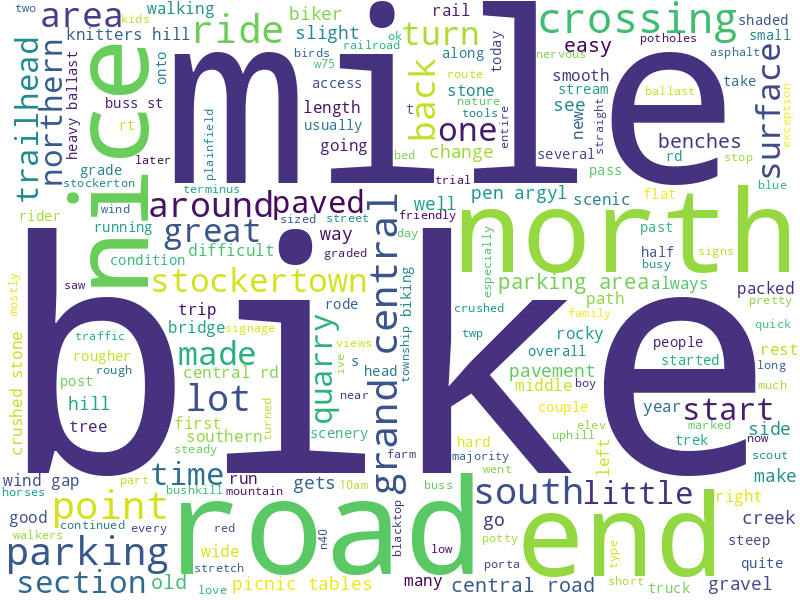 two
kids
area
knitters hill
walking
biker
rail
ride
slight
turn
crossing
shaded
potholes
small
asphalt
nervous
easy
today
birds
railroad
ok
w75
along
onto
buss st
northern
trailhead
heavy ballast
nice
mile
back
access
route
stone
nature
tools
smooth
stream
see
ballast
take
surface
exception
rt
length
t
one
entire
new
straight
usually
going
change
several
benches
rd
stop
later
plainfield
grade
stockerton
bed
trial
pass
blue
terminus
wind
around
paved
sized
street
friendly
well
pen argyl
scenic
flat
rider
running
great
way
day
north
past
signs
half
busy
condition
difficult
graded
central
especially
parking area
always
saw
stockertown
biking
path
packed
pretty
mostly
trip
rode
crushed
twp
family
quick
traffic
bridge
signage
quarry
s
township
rocky
people
rougher
rough
made
ive
views
head
overall
started
rest
long
central rd
pavement
boy
post
lot
near
grand
middle
year
start
much
hill
crushed stone
tree
first
southern
turned
scenery
couple
elev
uphill
marked
trek
now
side
steady
hard
majority
left
scout
bike
farm
wind gap
time
run
gets
went
make
horses
part
bushkill
mountain
10am
buss
south
little
right
good
point
continued
every
red
n40
blacktop
road
go
potty
end
creek
walkers
wide
stretch
low
type
steep
parking
porta
quite
section
old
love
picnic tables
many
central road
short
truck
gravel